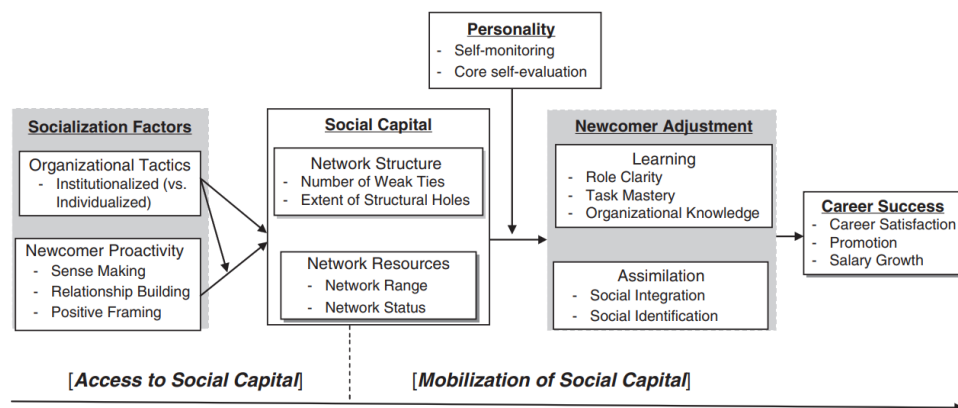 Personality
- Self-monitoring
- Core self-evaluation
Socialization Factors
Organizational Tactics
- Institutionalized (vs.
Individualized)
Newcomer Proactivity
- Sense Making
- Relationship Building
- Positive Framing
Social Capital
Network Structure
- Number of Weak Ties
- Extent of Structural Holes
Network Resources
- Network Range
- Network Status
Newcomer Adjustment
Learning
- Role Clarity
- Task Mastery
- Organizational Knowledge
Assimilation
- Social Integration
- Social Identification
Career Success
- Career Satisfaction
- Promotion
- Salary Growth
[Access to Social Capital]
[Mobilization of Social Capital]